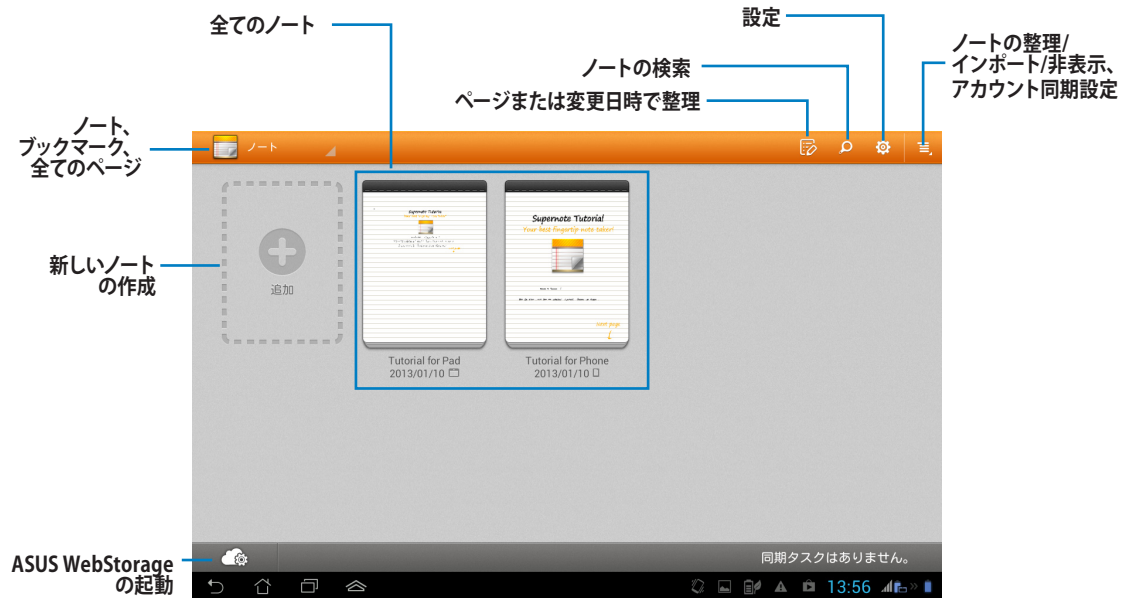 全てのノート
設定
ノートの整理/
インポート/非表示、
アカウント同期設定
ノートの検索
ページまたは変更日時で整理
ノート、
ブックマーク、
全てのページ
ノート
新しいノート
の作成
追加
Supernote Tutorial
Supernote Tutorial
Your best fingertip note-taker!
next page
Tutorial for Pad
2013/01/10
Tutorial for Phone
2013/01/10
ASUS WebStorage
の起動
同期タスクはありません。
13:56